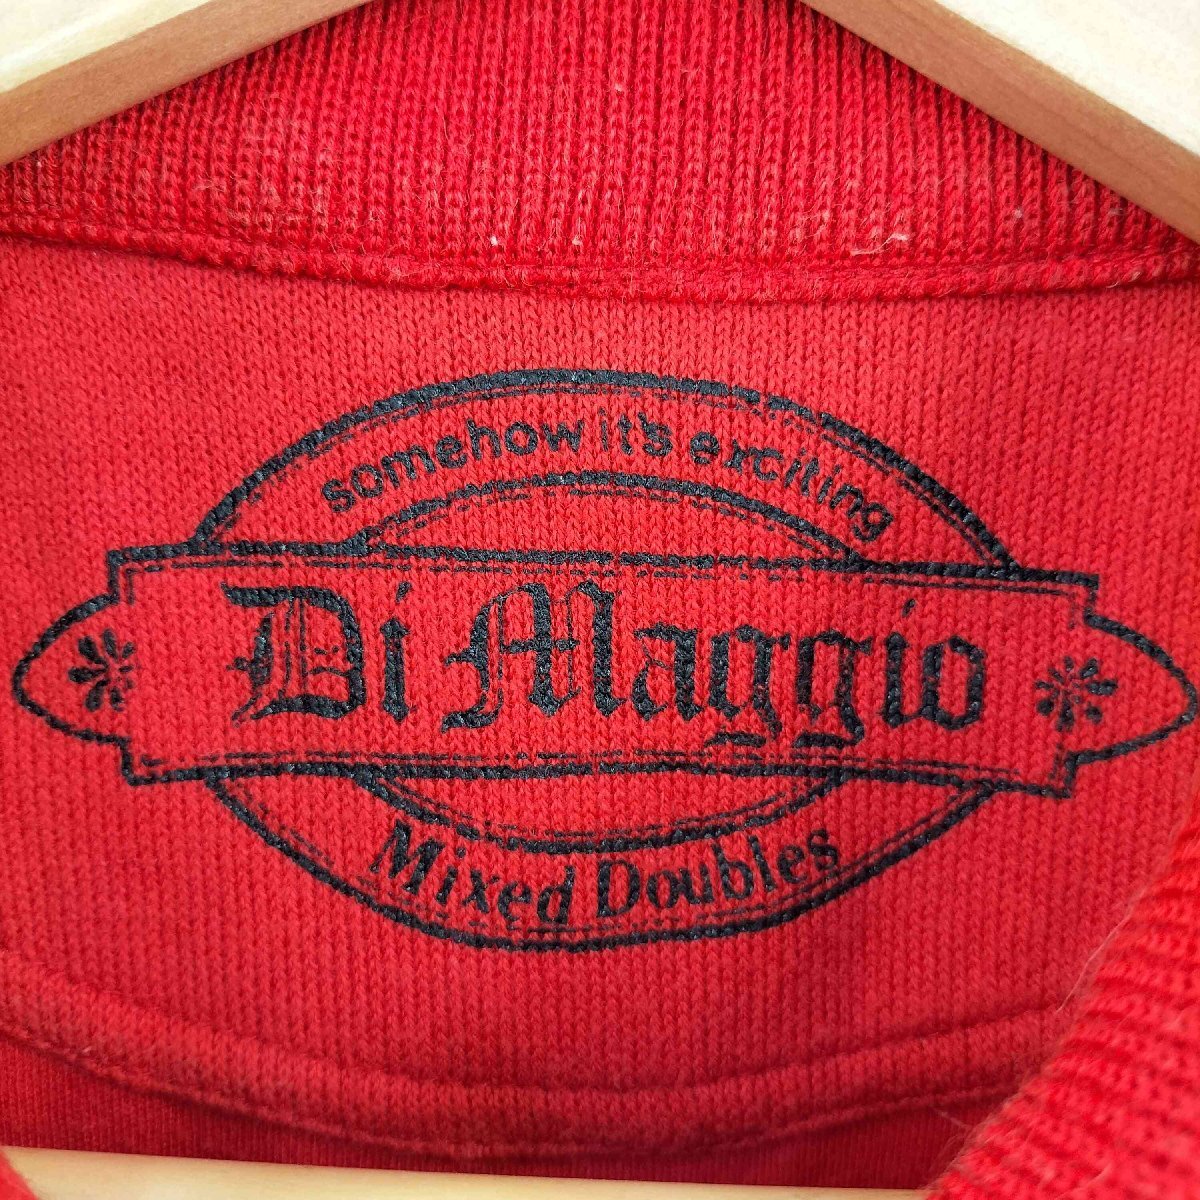 somehow it's exciting
Di Maggio
Mixed Doubles